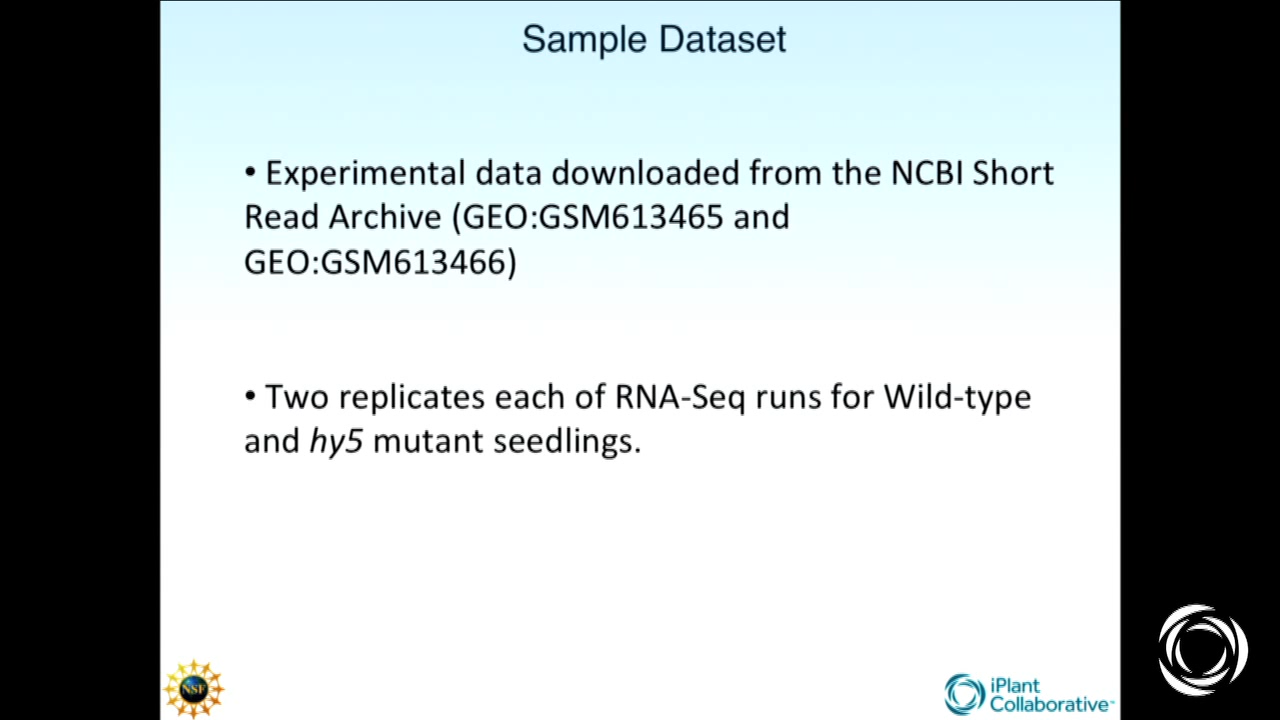 Sample Dataset
• Experimental data downloaded from the NCBI Short
Read Archive (GEO:GSM613465 and
GEO:GSM613466)
• Two replicates each of RNA-Seq runs for Wild-type
and hy5 mutant seedlings.
NSF
iPlant
Collaborative™